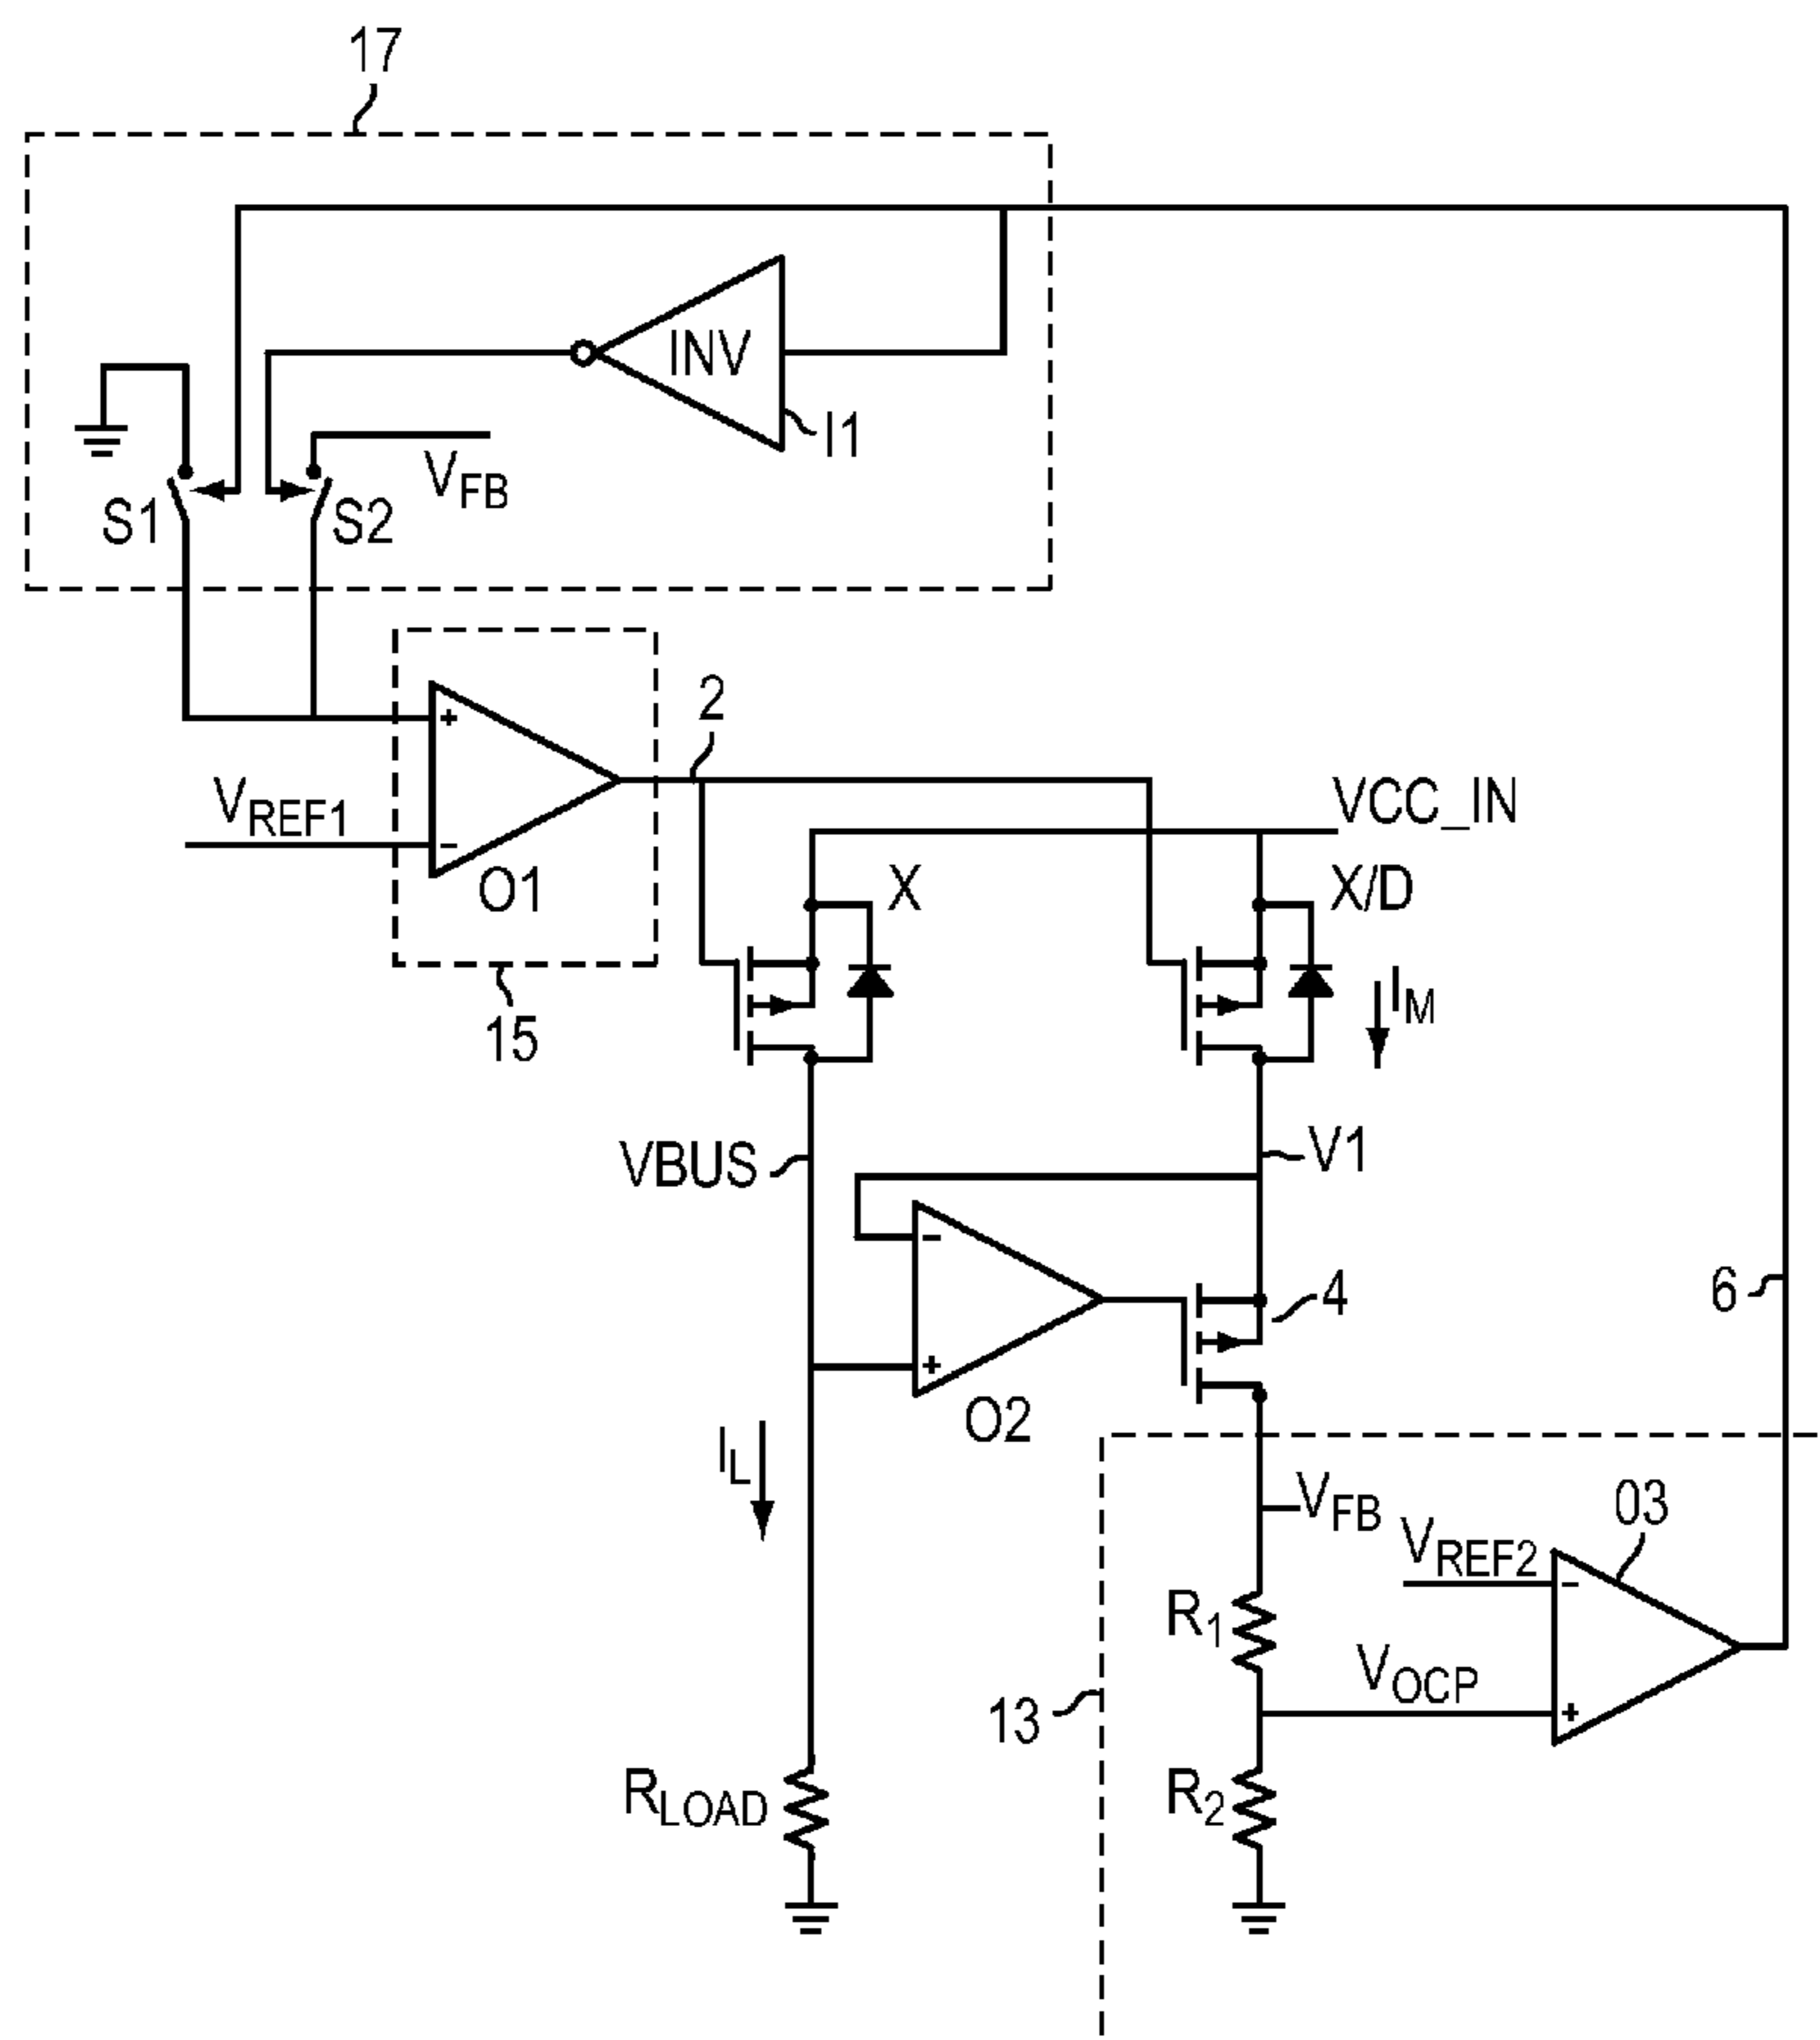 17
INV
I1
VFB
S1
S2
2
VREF1
VCC_IN
O1
X
X/D
IM
15
VBUS
V1
4
6
O2
IL
VFB
03
VREF2
R1
VOCP
13
RLOAD
R2